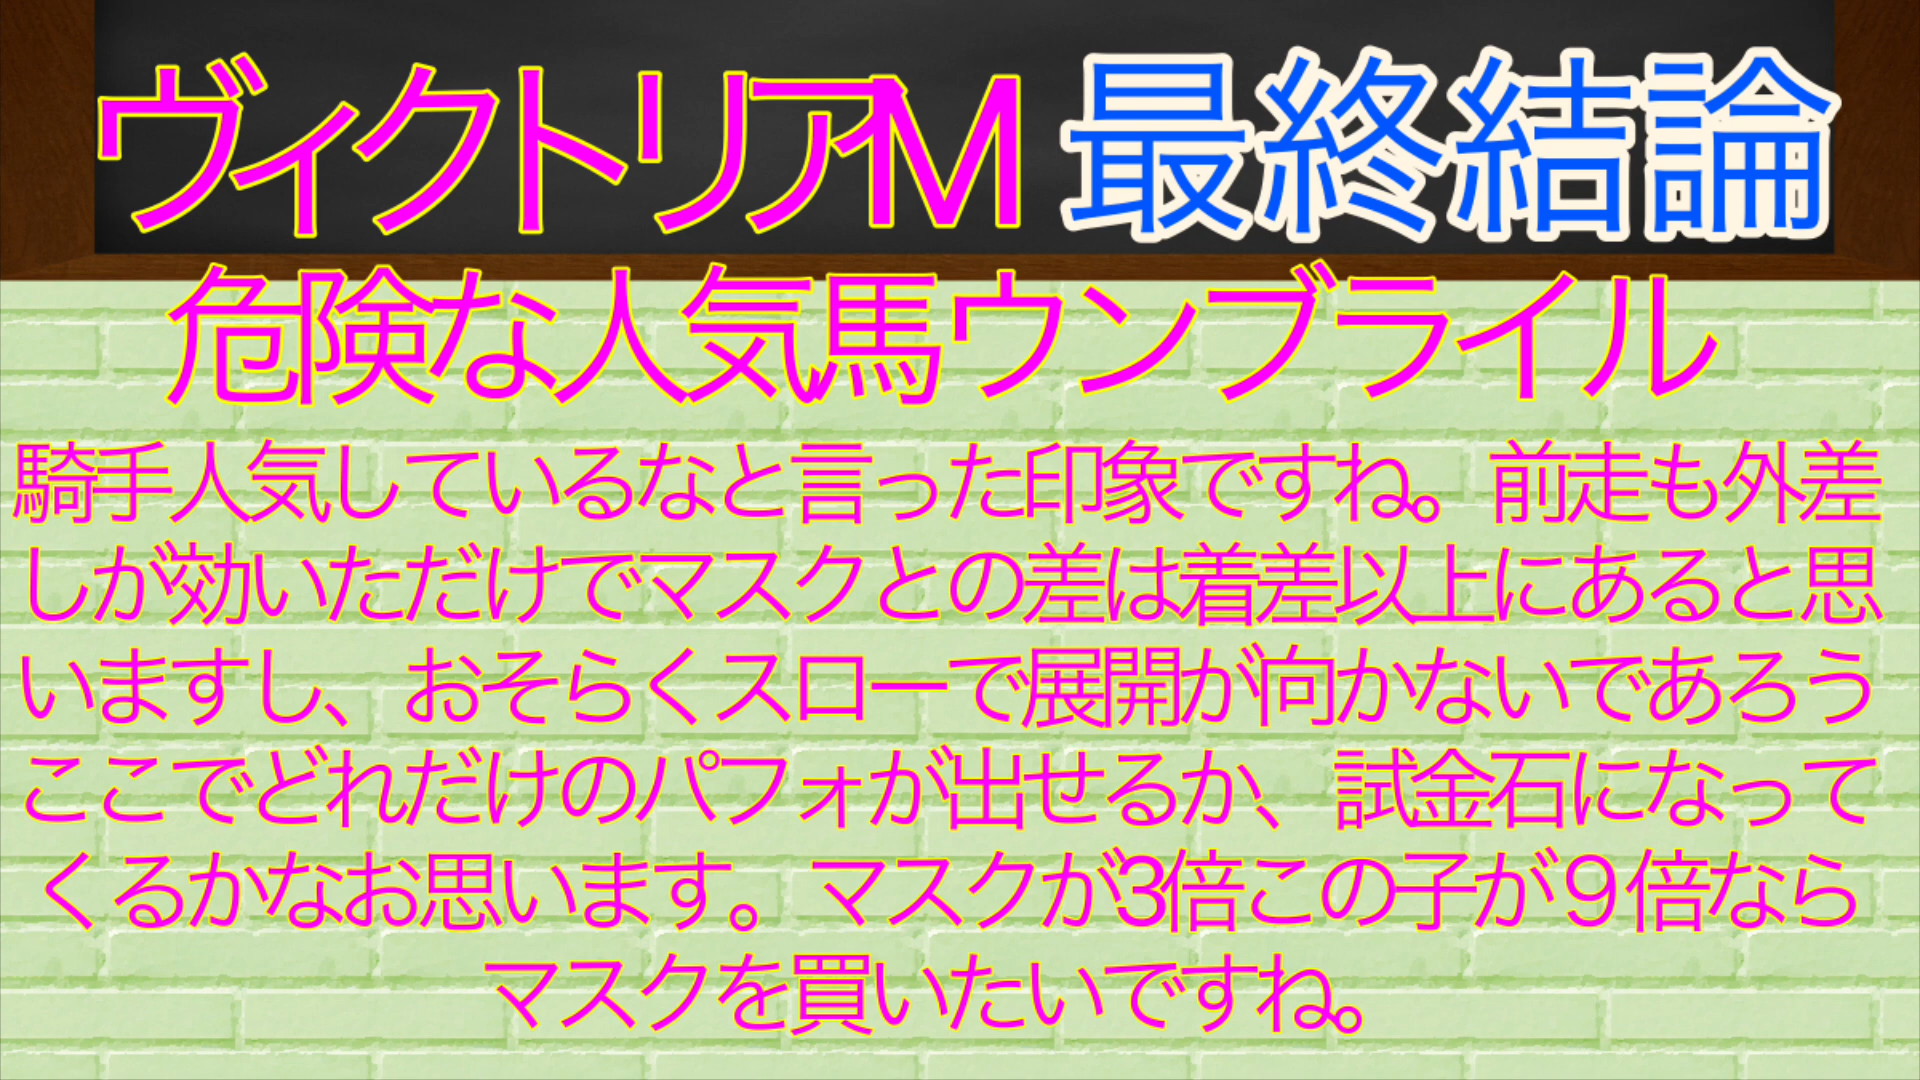 ヴィクトリアM 最終結論
危険な人気馬ウンブライル
騎手人気しているなと言った印象ですね。前走も外差
しが効いただけでマスクとの差は着差以上にあると思
いますし、おそらくスローで展開が向かないであろう
ここでどれだけのパフォが出せるか、試金石になって
くるかなお思います。マスクが3倍この子が９倍なら
マスクを買いたいですね。